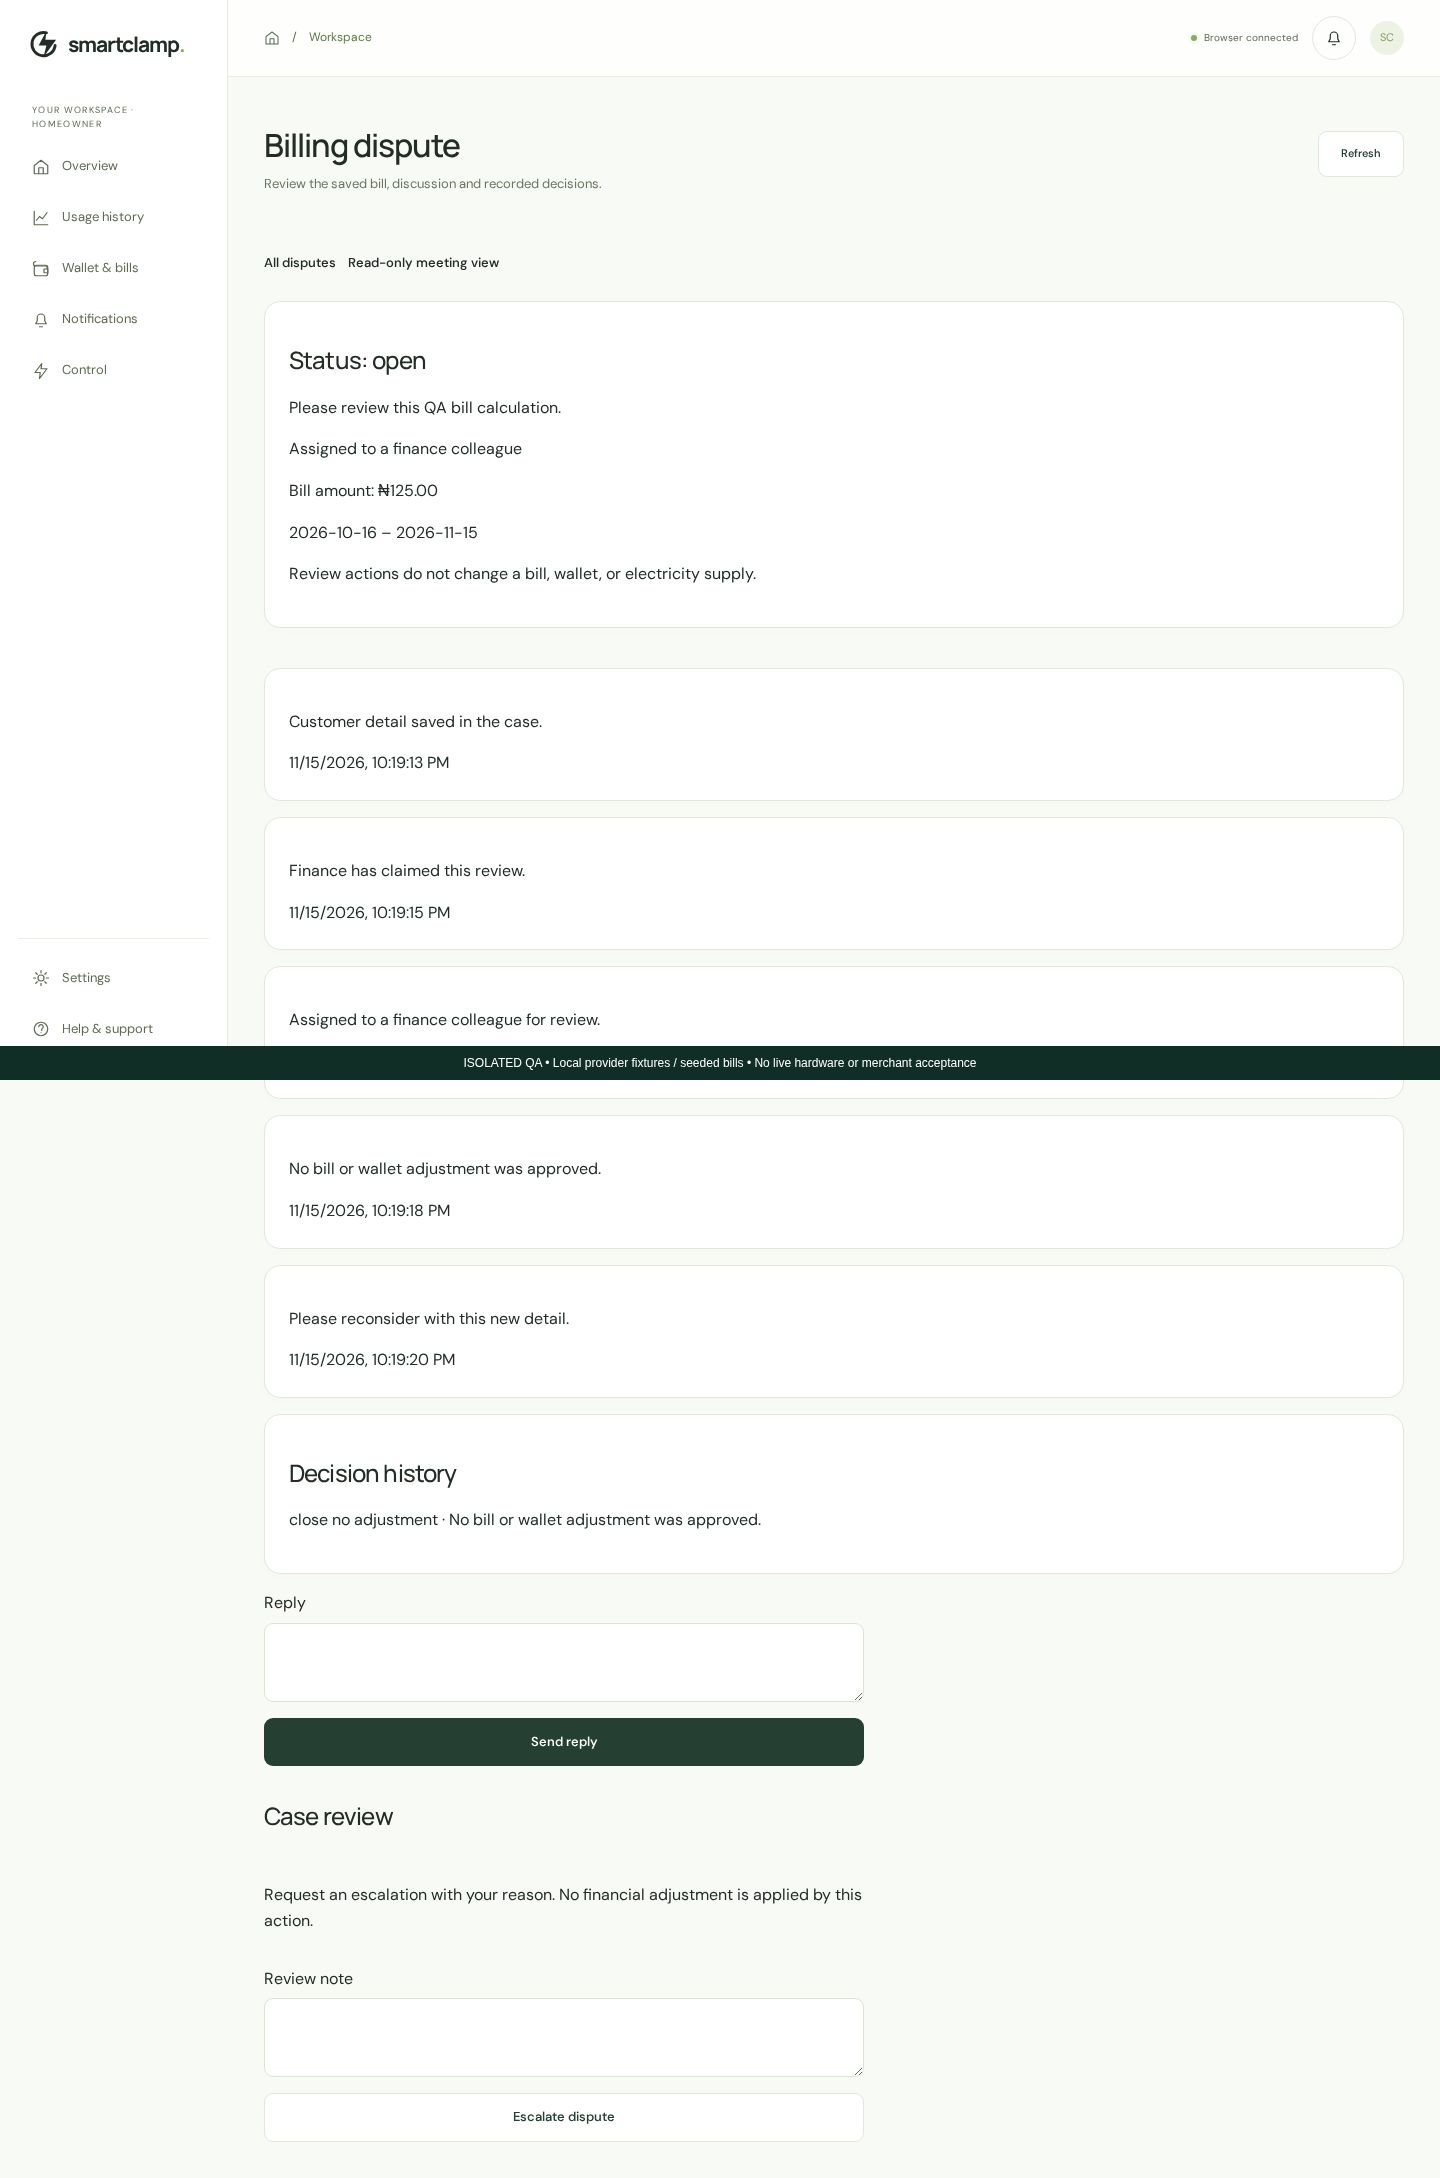 smartclamp.
YOUR WORKSPACE ·
HOMEOWNER
Overview
Usage history
Wallet & bills
Notifications
Control
Settings
Help & support
/ Workspace
Browser connected
SC
Billing dispute
Review the saved bill, discussion and recorded decisions.
Refresh
All disputes Read-only meeting view
Status: open
Please review this QA bill calculation.
Assigned to a finance colleague
Bill amount: ₦125.00
2026-10-16 – 2026-11-15
Review actions do not change a bill, wallet, or electricity supply.
Customer detail saved in the case.
11/15/2026, 10:19:13 PM
Finance has claimed this review.
11/15/2026, 10:19:15 PM
Assigned to a finance colleague for review.
ISOLATED QA • Local provider fixtures / seeded bills • No live hardware or merchant acceptance
No bill or wallet adjustment was approved.
11/15/2026, 10:19:18 PM
Please reconsider with this new detail.
11/15/2026, 10:19:20 PM
Decision history
close no adjustment · No bill or wallet adjustment was approved.
Reply
Send reply
Case review
Request an escalation with your reason. No financial adjustment is applied by this
action.
Review note
Escalate dispute